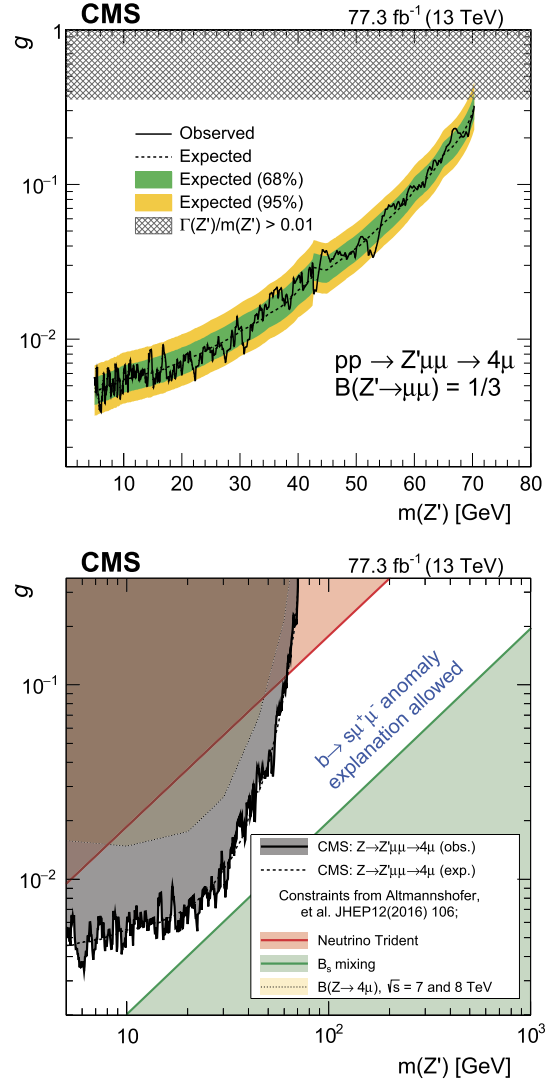 CMS 77.3 fb⁻¹ (13 TeV)
g
1
10⁻¹
10⁻²
Observed
Expected
Expected (68%)
Expected (95%)
Γ(Z')/m(Z') > 0.01
pp → Z'μμ → 4μ
B(Z'→μμ) = 1/3
10 20 30 40 50 60 70 80
m(Z') [GeV]
CMS 77.3 fb⁻¹ (13 TeV)
g
10⁻¹
10⁻²
b→ sμ⁺μ⁻ anomaly
explanation allowed
CMS: Z→Z'μμ→4μ (obs.)
CMS: Z→Z'μμ→4μ (exp.)
Constraints from Altmannshofer,
et al. JHEP12(2016) 106;
Neutrino Trident
Bₛ mixing
B(Z→ 4μ), √s = 7 and 8 TeV
10 10² 10³
m(Z') [GeV]